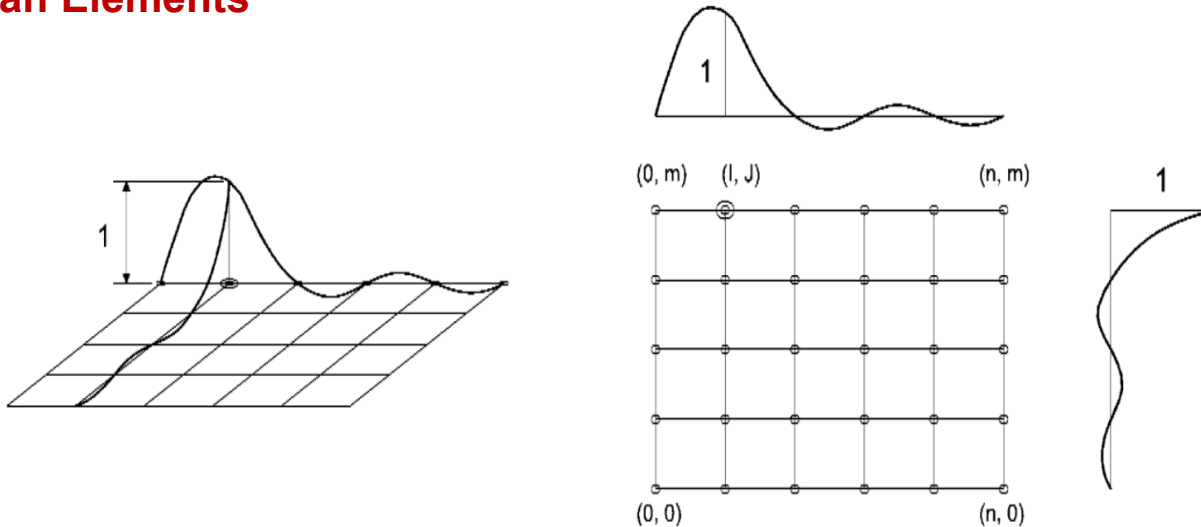 an Elements
1
1
(0, m) (I, J) (n, m)
1
(0, 0) (n, 0)